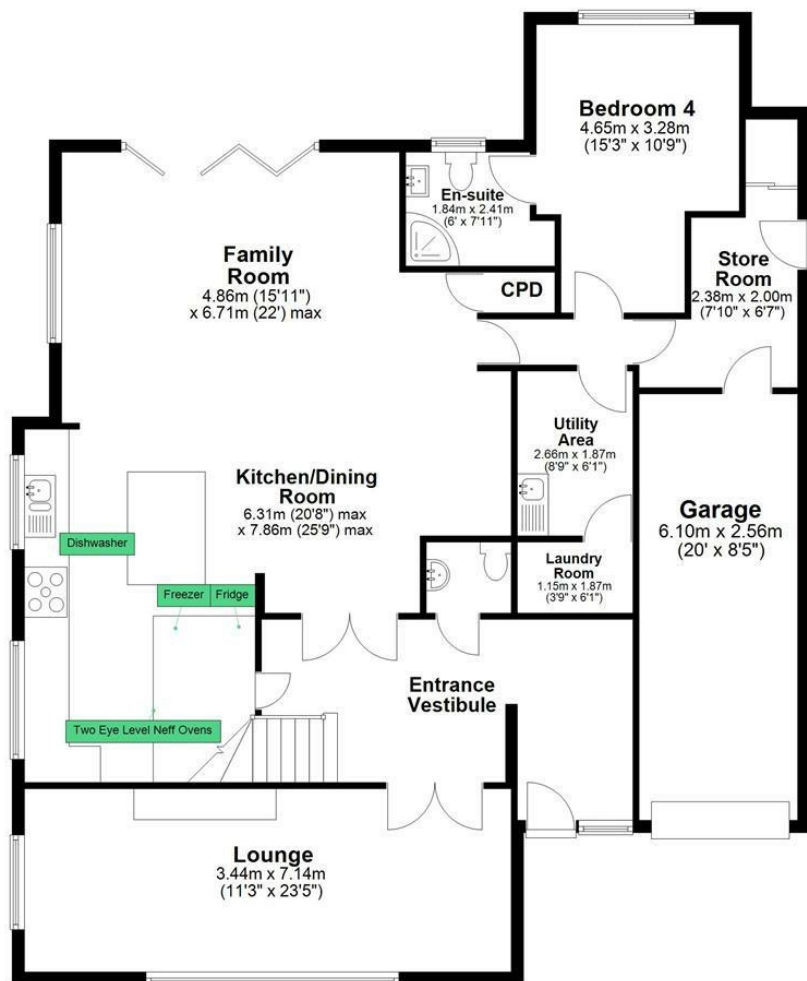 Bedroom 4
4.65m x 3.28m
(15'3" x 10'9")
En-suite
1.84m x 2.41m
(6' x 7'11")
Family
Room
4.86m (15'11")
x 6.71m (22') max
CPD
Store
Room
2.38m x 2.00m
(7'10" x 6'7")
Utility
Area
2.66m x 1.87m
(8'9" x 6'1")
Kitchen/Dining
Room
6.31m (20'8") max
x 7.86m (25'9") max
Garage
6.10m x 2.56m
(20' x 8'5")
Dishwasher
Laundry
Room
1.15m x 1.87m
(3'9" x 6'1")
Freezer
Fridge
Entrance
Vestibule
Two Eye Level Neff Ovens
Lounge
3.44m x 7.14m
(11'3" x 23'5")